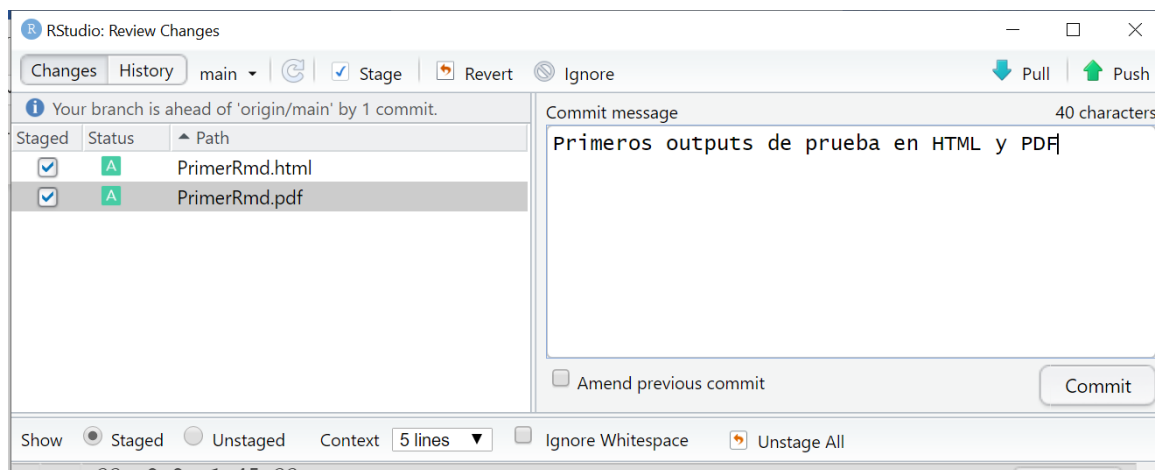 R RStudio: Review Changes
Changes History main Stage Revert Ignore Pull Push
Your branch is ahead of 'origin/main' by 1 commit.
Staged Status Path
A PrimerRmd.html
A PrimerRmd.pdf
Commit message 40 characters
Primeros outputs de prueba en HTML y PDF
Amend previous commit
Commit
Show Staged Unstaged Context 5 lines Ignore Whitespace Unstage All